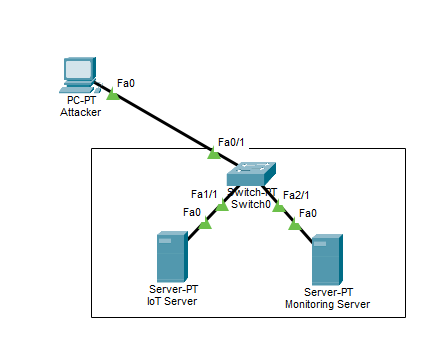 Fa0
PC-PT
Attacker
Fa0/1
Switch-PT
Switch0
Fa1/1
Fa2/1
Fa0
Fa0
Server-PT
IoT Server
Server-PT
Monitoring Server